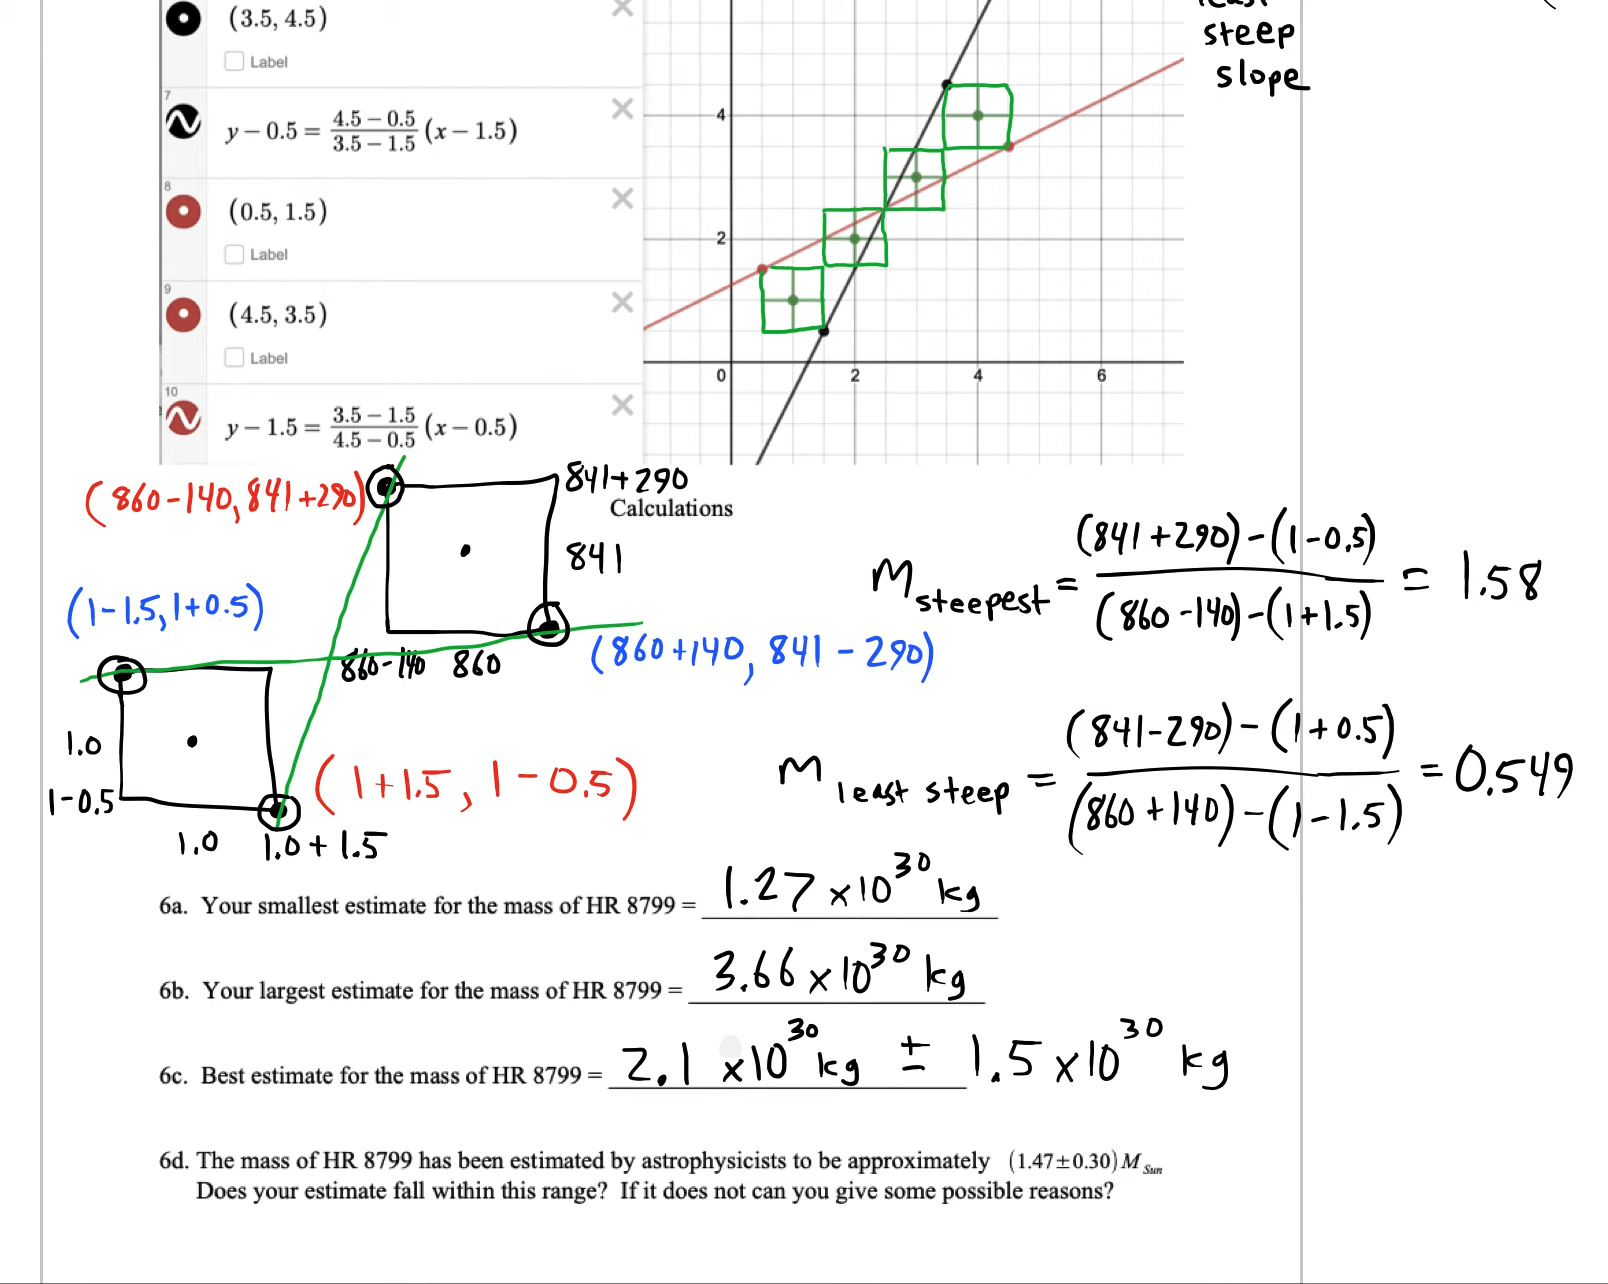 (3.5, 4.5)
Label
steep
slope
7
y − 0.5 = \frac{4.5 − 0.5}{3.5 − 1.5} (x − 1.5)
8
(0.5, 1.5)
Label
9
(4.5, 3.5)
Label
10
y − 1.5 = \frac{3.5 − 1.5}{4.5 − 0.5} (x − 0.5)
4
2
0 2 4 6
(860-140, 841+290)
841+290
Calculations
841
m steepest = \frac{(841+290)-(1-0.5)}{(860-140)-(1+1.5)} = 1.58
(1-1.5, 1+0.5)
860-140 860
(860+140, 841-290)
1.0
1-0.5
1.0 1.0+1.5
(1+1.5, 1-0.5)
m least steep = \frac{(841-290)-(1+0.5)}{(860+140)-(1-1.5)} = 0.549
6a. Your smallest estimate for the mass of HR 8799 = 1.27 x10^30 kg
6b. Your largest estimate for the mass of HR 8799 = 3.66 x10^30 kg
6c. Best estimate for the mass of HR 8799 = 2.1 x10^30 kg ± 1.5 x10^30 kg
6d. The mass of HR 8799 has been estimated by astrophysicists to be approximately (1.47±0.30) M Sun
Does your estimate fall within this range? If it does not can you give some possible reasons?